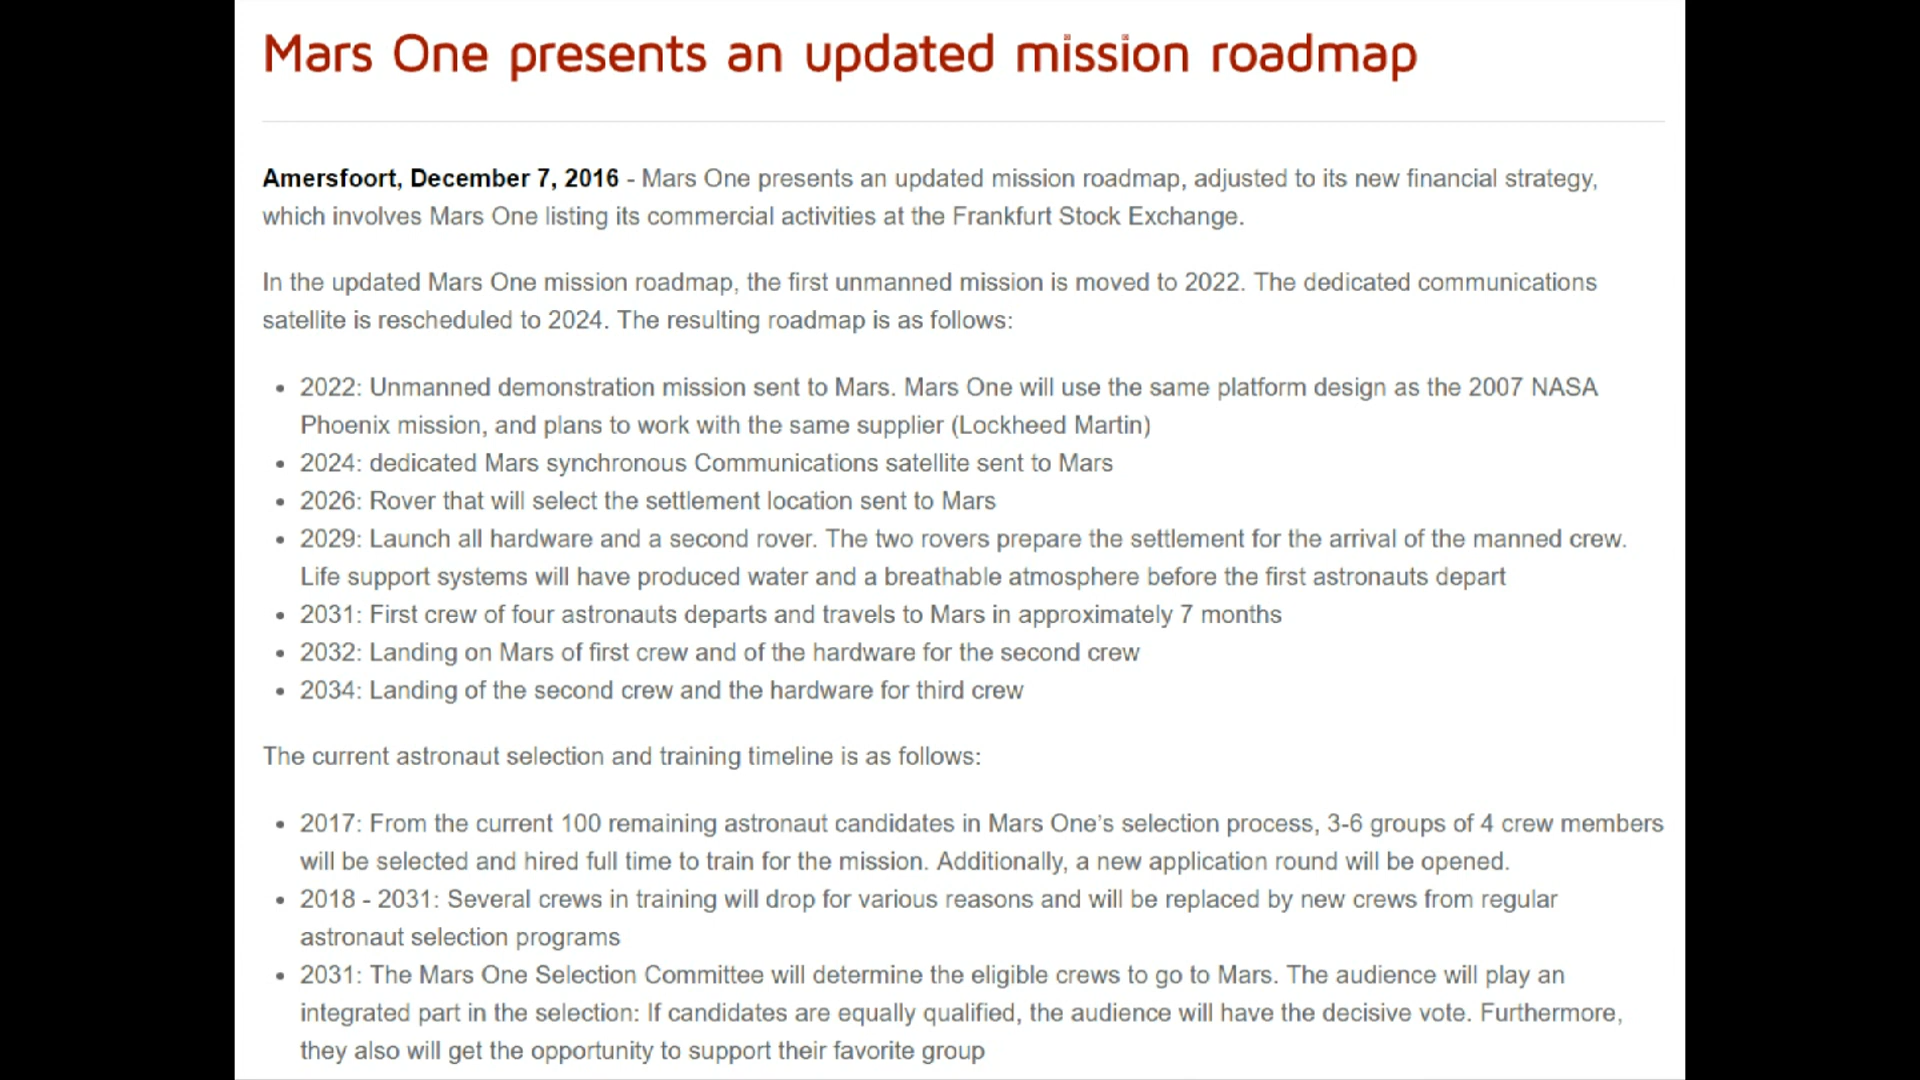 Mars One presents an updated mission roadmap
Amersfoort, December 7, 2016 - Mars One presents an updated mission roadmap, adjusted to its new financial strategy,
which involves Mars One listing its commercial activities at the Frankfurt Stock Exchange.
In the updated Mars One mission roadmap, the first unmanned mission is moved to 2022. The dedicated communications
satellite is rescheduled to 2024. The resulting roadmap is as follows:
• 2022: Unmanned demonstration mission sent to Mars. Mars One will use the same platform design as the 2007 NASA
Phoenix mission, and plans to work with the same supplier (Lockheed Martin)
• 2024: dedicated Mars synchronous Communications satellite sent to Mars
• 2026: Rover that will select the settlement location sent to Mars
• 2029: Launch all hardware and a second rover. The two rovers prepare the settlement for the arrival of the manned crew.
Life support systems will have produced water and a breathable atmosphere before the first astronauts depart
• 2031: First crew of four astronauts departs and travels to Mars in approximately 7 months
• 2032: Landing on Mars of first crew and of the hardware for the second crew
• 2034: Landing of the second crew and the hardware for third crew
The current astronaut selection and training timeline is as follows:
• 2017: From the current 100 remaining astronaut candidates in Mars One's selection process, 3-6 groups of 4 crew members
will be selected and hired full time to train for the mission. Additionally, a new application round will be opened.
• 2018 - 2031: Several crews in training will drop for various reasons and will be replaced by new crews from regular
astronaut selection programs
• 2031: The Mars One Selection Committee will determine the eligible crews to go to Mars. The audience will play an
integrated part in the selection: If candidates are equally qualified, the audience will have the decisive vote. Furthermore,
they also will get the opportunity to support their favorite group